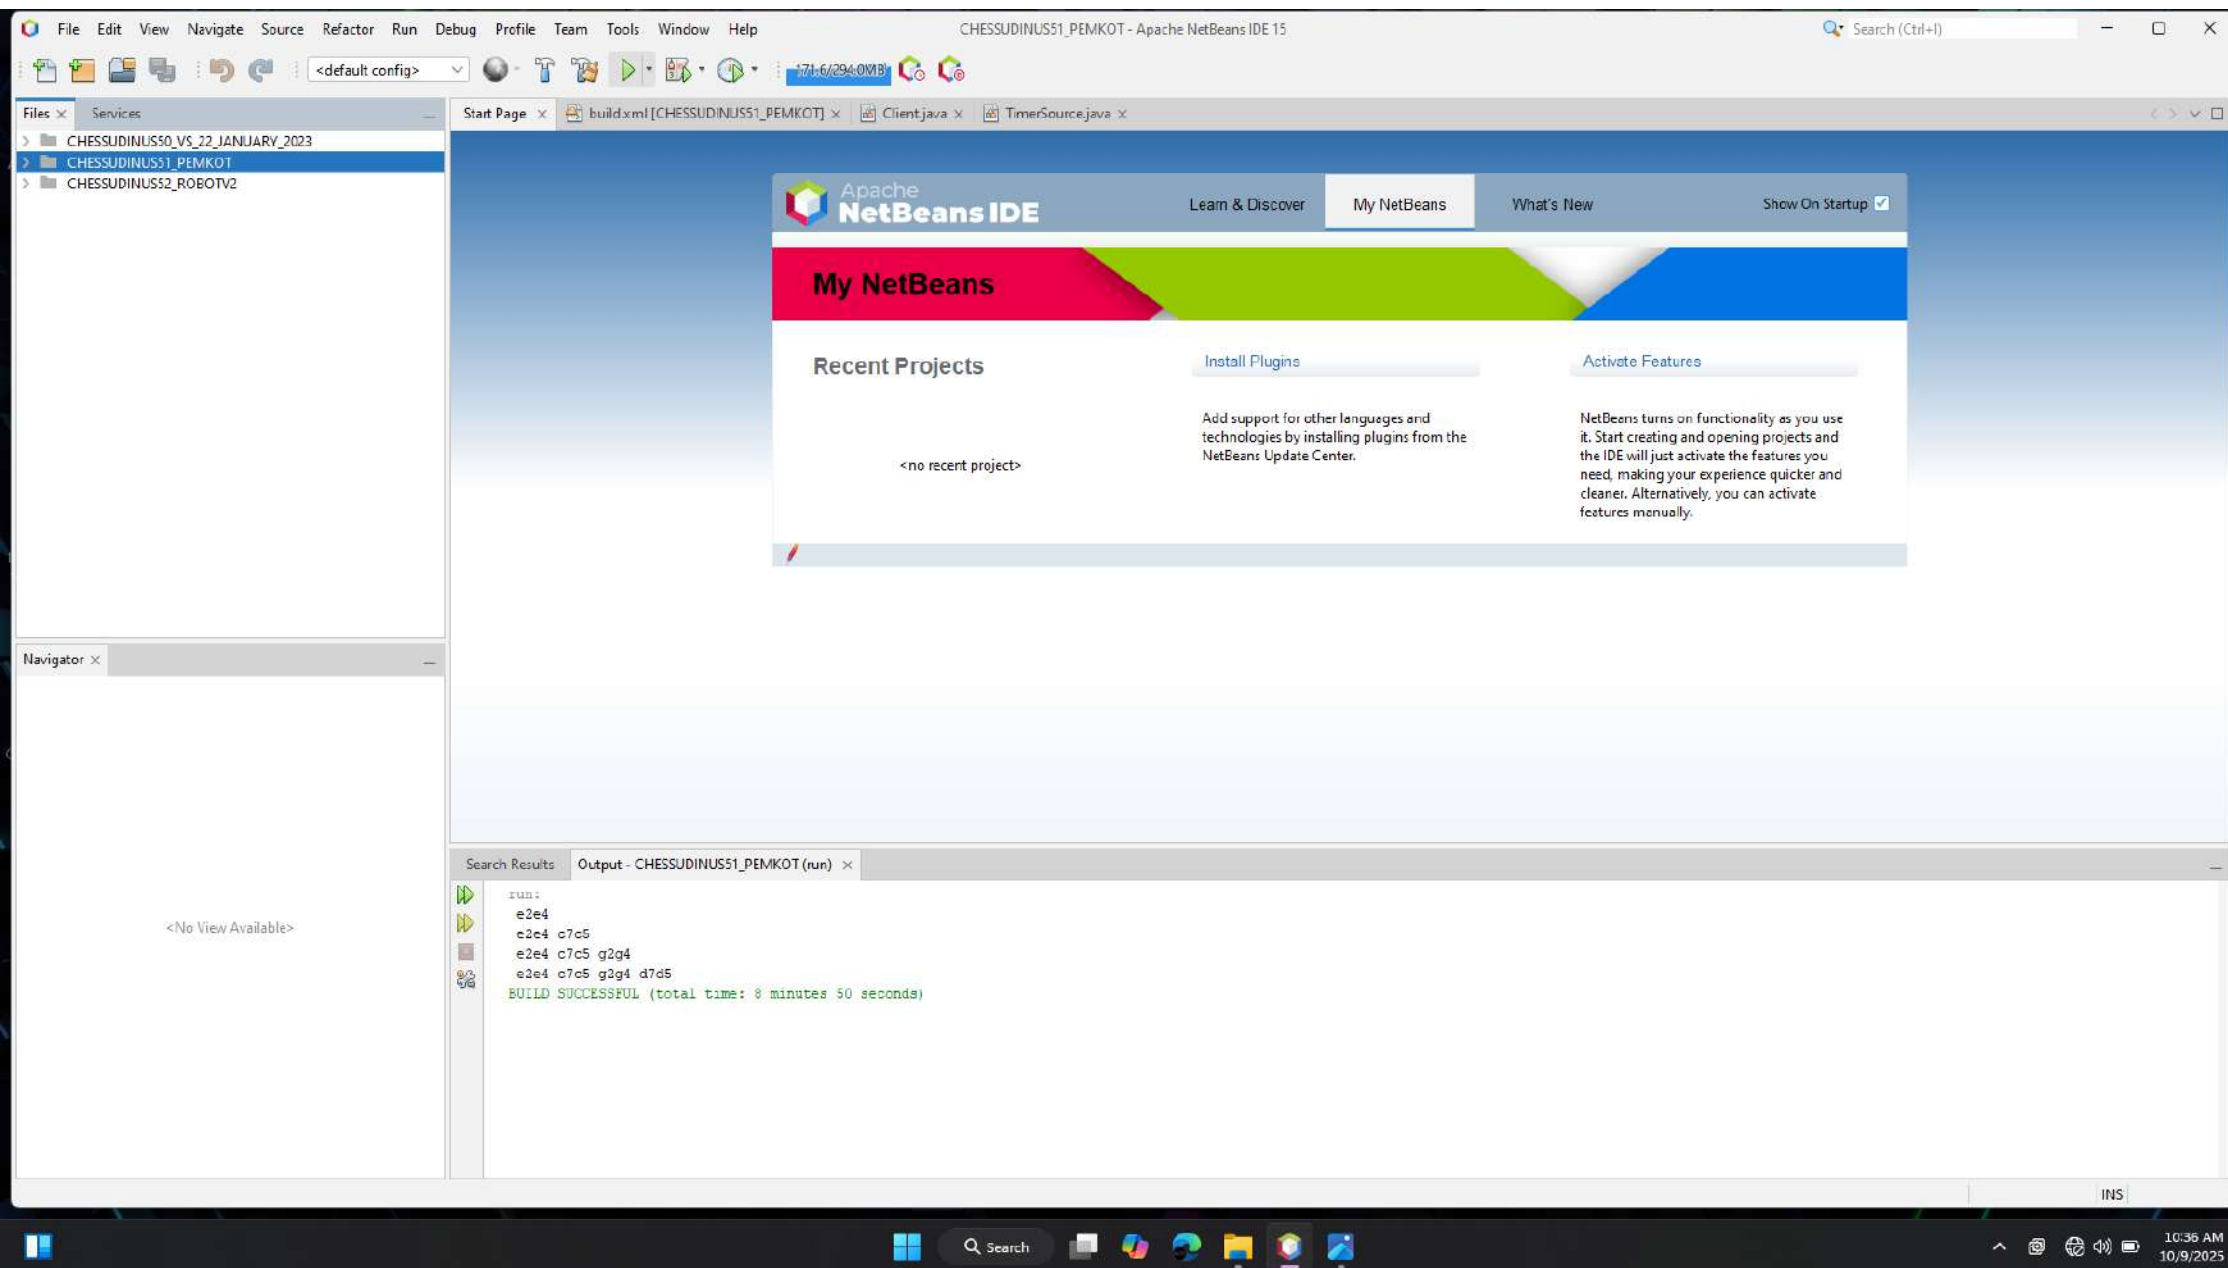 File Edit View Navigate Source Refactor Run Debug Profile Team Tools Window Help
CHESSUDINUS51_PEMKOT - Apache NetBeans IDE 15
Search (Ctrl+I)
<default config>
171.6/294.0MB
Files
Services
CHESSUDINUS50_VS_22_JANUARY_2023
CHESSUDINUS51_PEMKOT
CHESSUDINUS52_ROBOTV2
Start Page
build.xml [CHESSUDINUS51_PEMKOT]
Client.java
TimerSource.java
Apache
NetBeans IDE
Learn & Discover
My NetBeans
What's New
Show On Startup
My NetBeans
Recent Projects
<no recent project>
Install Plugins
Add support for other languages and
technologies by installing plugins from the
NetBeans Update Center.
Activate Features
NetBeans turns on functionality as you use
it. Start creating and opening projects and
the IDE will just activate the features you
need, making your experience quicker and
cleaner. Alternatively, you can activate
features manually.
Navigator
<No View Available>
Search Results
Output - CHESSUDINUS51_PEMKOT (run)
run:
e2e4
e2e4 c7c5
e2e4 c7c5 g2g4
e2e4 c7c5 g2g4 d7d5
BUILD SUCCESSFUL (total time: 8 minutes 50 seconds)
INS
Search
10:36 AM
10/9/2025